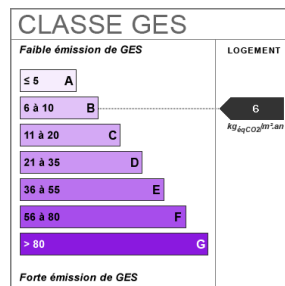 CLASSE GES
Faible émission de GES
LOGEMENT
≤ 5 A
6 à 10 B
6
kgéqCO2/m².an
11 à 20 C
21 à 35 D
36 à 55 E
56 à 80 F
> 80 G
Forte émission de GES